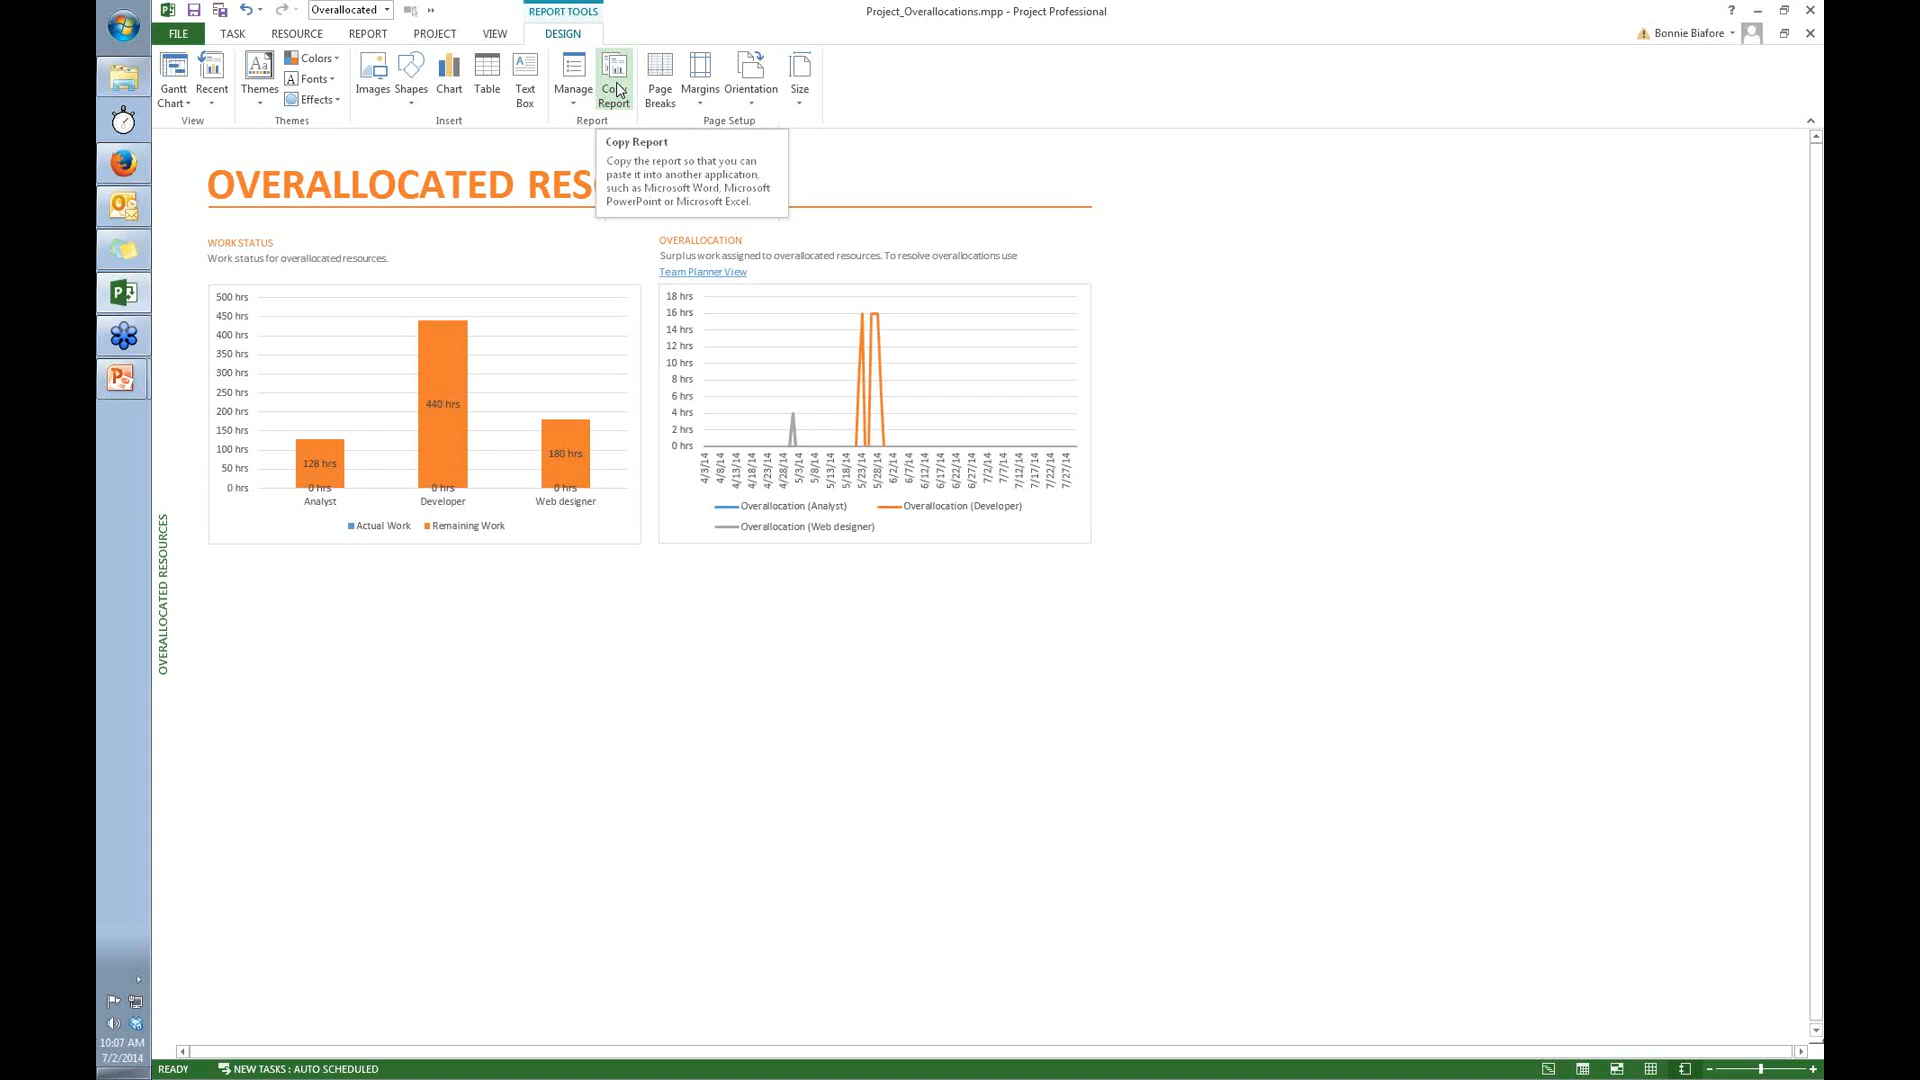 Overallocated
REPORT TOOLS
Project_Overallocations.mpp - Project Professional
FILE
TASK
RESOURCE
REPORT
PROJECT
VIEW
DESIGN
Bonnie Biafore
Gantt
Chart
Recent
Themes
Colors
Fonts
Effects
Images
Shapes
Chart
Table
Text
Box
Manage
Copy
Report
Page
Breaks
Margins
Orientation
Size
View
Themes
Insert
Report
Page Setup
Copy Report
Copy the report so that you can
paste it into another application,
such as Microsoft Word, Microsoft
PowerPoint or Microsoft Excel.
OVERALLOCATED RES
WORK STATUS
Work status for overallocated resources.
500 hrs
450 hrs
400 hrs
350 hrs
300 hrs
250 hrs
200 hrs
150 hrs
100 hrs
50 hrs
0 hrs
128 hrs
440 hrs
180 hrs
0 hrs
0 hrs
0 hrs
Analyst
Developer
Web designer
Actual Work
Remaining Work
OVERALLOCATION
Surplus work assigned to overallocated resources. To resolve overallocations use
Team Planner View
18 hrs
16 hrs
14 hrs
12 hrs
10 hrs
8 hrs
6 hrs
4 hrs
2 hrs
0 hrs
4/3/14
4/8/14
4/13/14
4/18/14
4/23/14
4/28/14
5/3/14
5/8/14
5/13/14
5/18/14
5/23/14
5/28/14
6/2/14
6/7/14
6/12/14
6/17/14
6/22/14
6/27/14
7/2/14
7/7/14
7/12/14
7/17/14
7/22/14
7/27/14
Overallocation (Analyst)
Overallocation (Developer)
Overallocation (Web designer)
OVERALLOCATED RESOURCES
10:07 AM
7/2/2014
READY
NEW TASKS : AUTO SCHEDULED